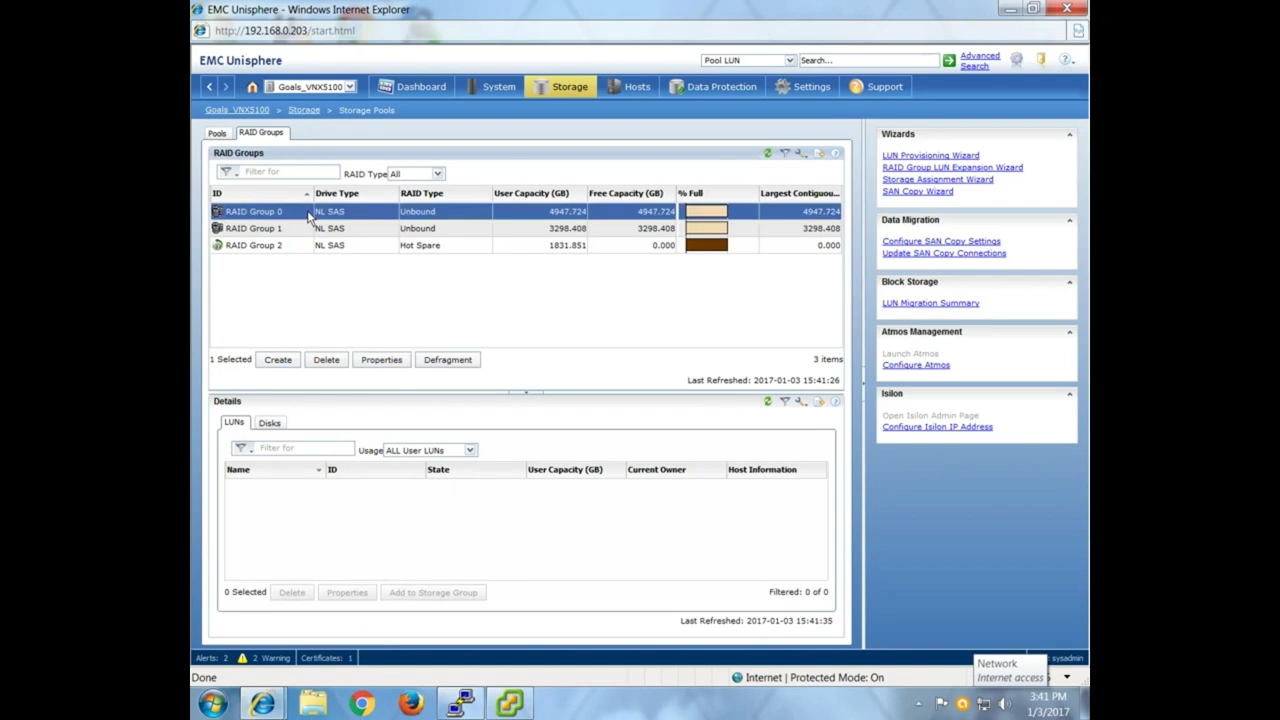 EMC Unisphere - Windows Internet Explorer
http://192.168.0.203/start.html
EMC Unisphere
Pool LUN
Search...
Advanced Search
Goals_VNX5100
Dashboard
System
Storage
Hosts
Data Protection
Settings
Support
Goals_VNX5100 > Storage > Storage Pools
Pools
RAID Groups
RAID Groups
Filter for
RAID Type All
ID Drive Type RAID Type User Capacity (GB) Free Capacity (GB) % Full Largest Contiguou...
RAID Group 0 NL SAS Unbound 4947.724 4947.724 4947.724
RAID Group 1 NL SAS Unbound 3298.408 3298.408 3298.408
RAID Group 2 NL SAS Hot Spare 1831.851 0.000 0.000
1 Selected Create Delete Properties Defragment 3 items
Last Refreshed: 2017-01-03 15:41:26
Details
LUNs
Disks
Filter for
Usage ALL User LUNs
Name ID State User Capacity (GB) Current Owner Host Information
0 Selected Delete Properties Add to Storage Group Filtered: 0 of 0
Last Refreshed: 2017-01-03 15:41:35
Wizards
LUN Provisioning Wizard
RAID Group LUN Expansion Wizard
Storage Assignment Wizard
SAN Copy Wizard
Data Migration
Configure SAN Copy Settings
Update SAN Copy Connections
Block Storage
LUN Migration Summary
Atmos Management
Launch Atmos
Configure Atmos
Isilon
Open Isilon Admin Page
Configure Isilon IP Address
Alerts: 2 2 Warning Certificates: 1
sysadmin
Network
Internet access
Done
Internet | Protected Mode: On
3:41 PM
1/3/2017